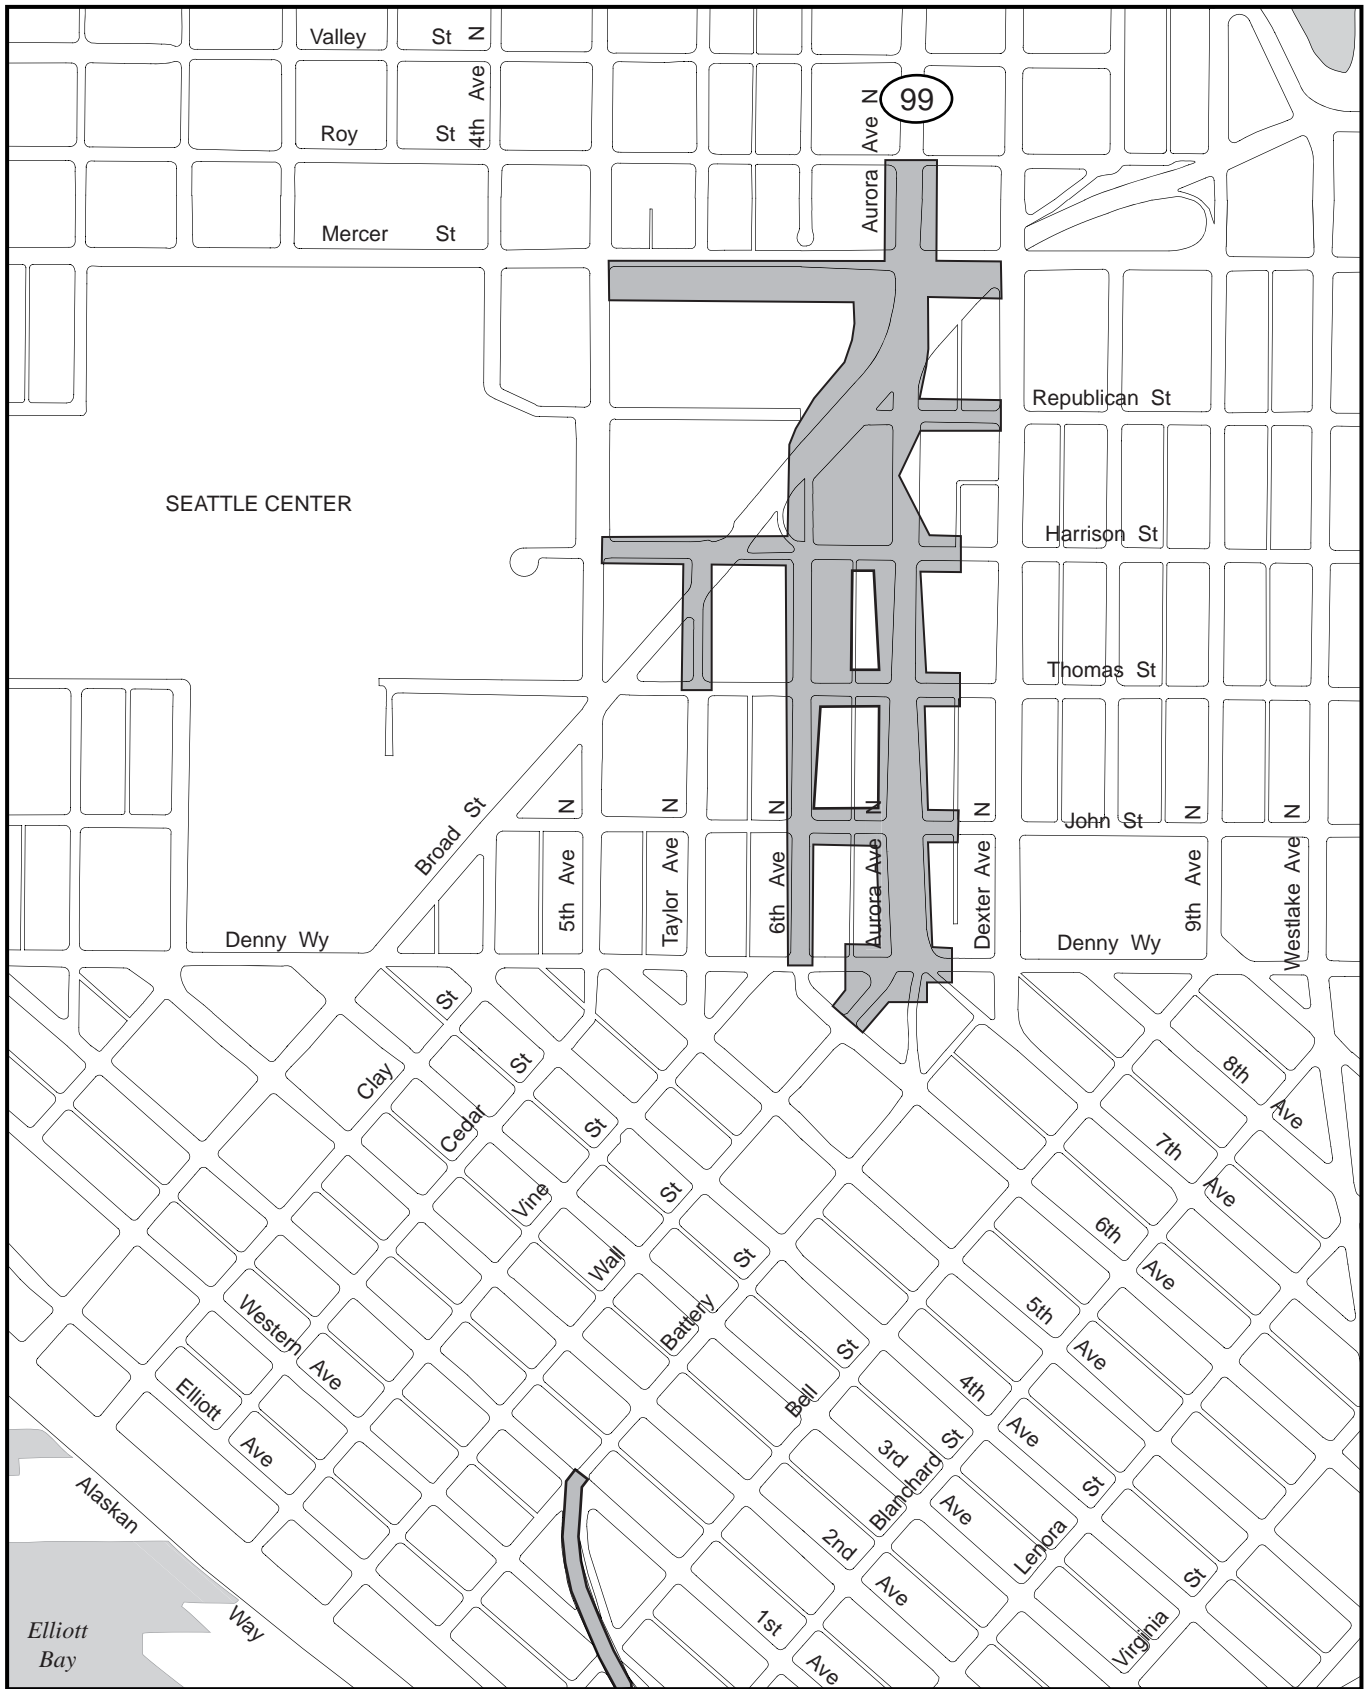 Valley St
4th Ave N
Roy St
Aurora Ave N
99
Mercer St
Republican St
SEATTLE CENTER
Harrison St
Thomas St
Broad St
5th Ave N
Taylor Ave N
6th Ave N
Aurora Ave N
Dexter Ave N
John St
9th Ave N
Westlake Ave N
Denny Wy
Denny Wy
Clay St
Cedar St
Vine St
Wall St
Battery St
Bell St
Blanchard St
Lenora St
Virginia St
8th Ave
7th Ave
6th Ave
5th Ave
4th Ave
3rd Ave
2nd Ave
1st Ave
Western Ave
Elliott Ave
Alaskan Way
Elliott
Bay